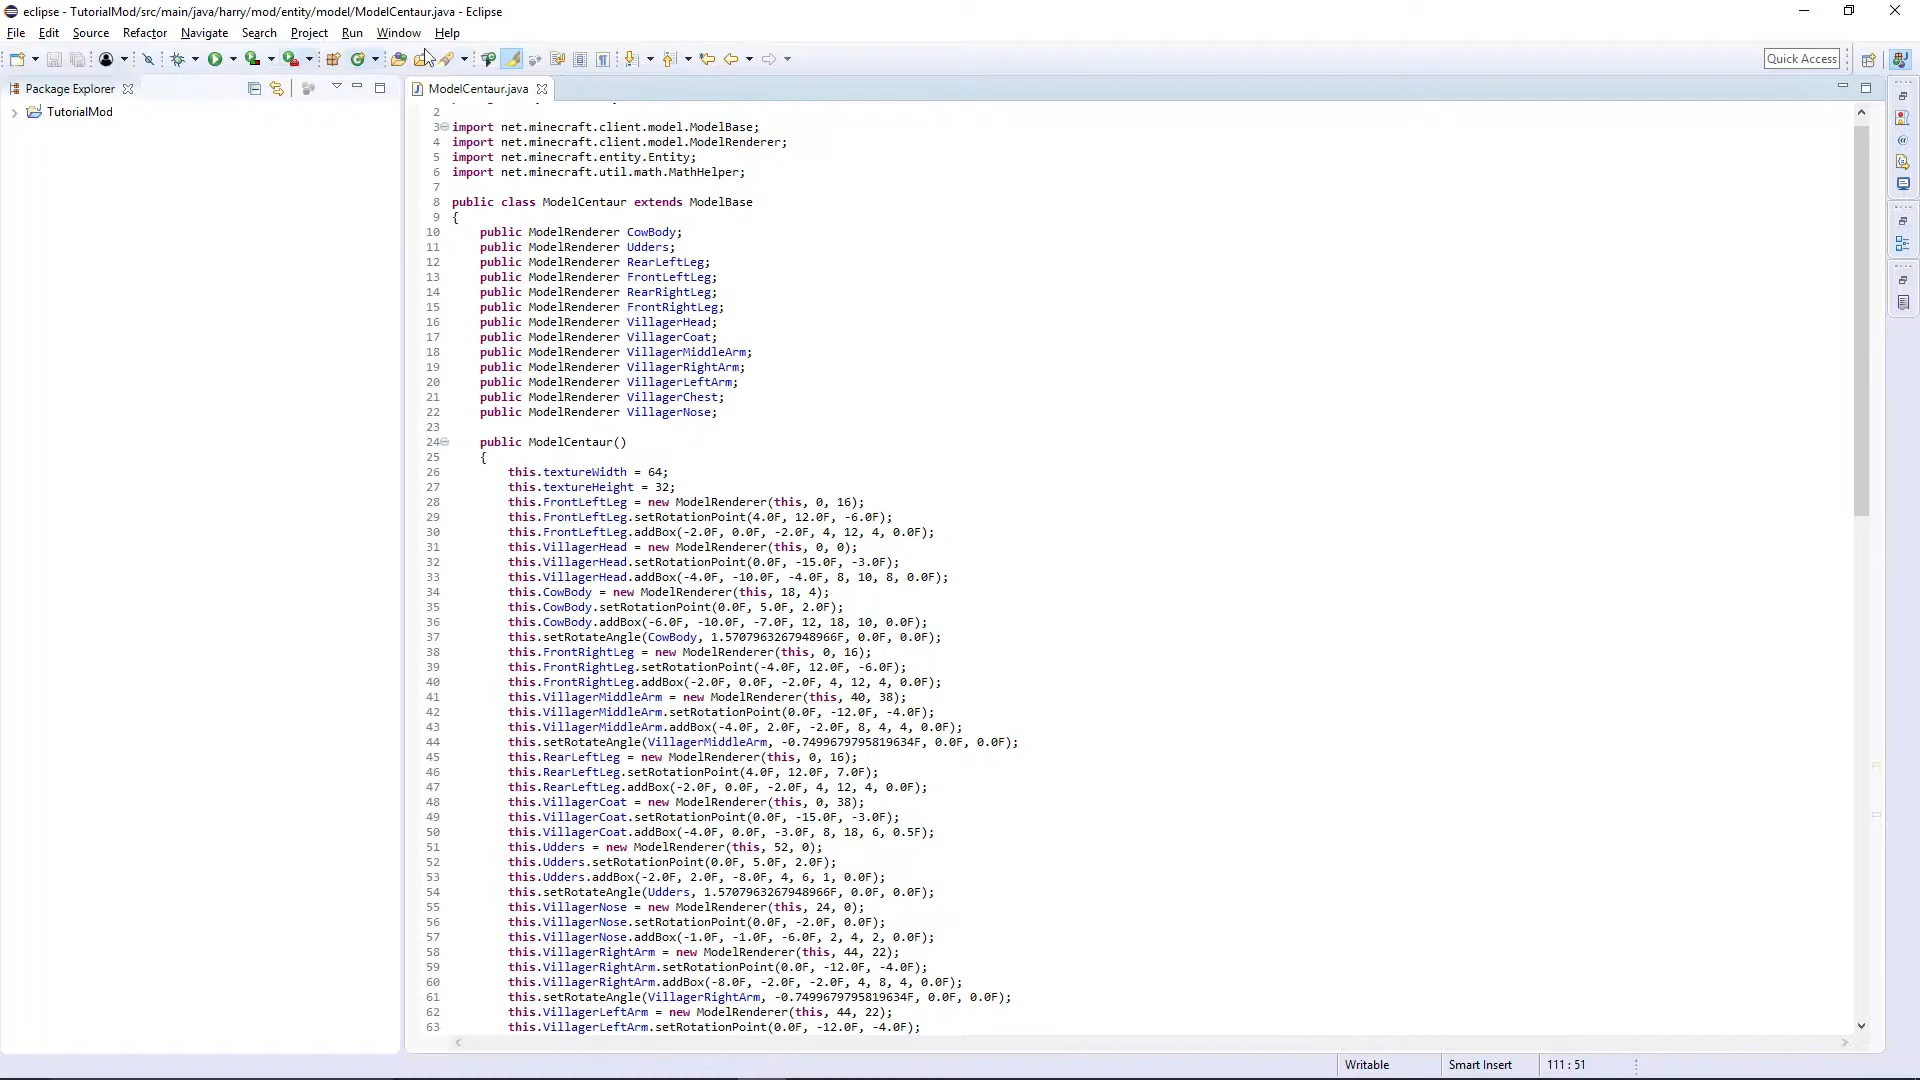 eclipse - TutorialMod/src/main/java/harry/mod/entity/model/ModelCentaur.java - Eclipse
File Edit Source Refactor Navigate Search Project Run Window Help
Quick Access
Package Explorer
TutorialMod
ModelCentaur.java
2
3 import net.minecraft.client.model.ModelBase;
4 import net.minecraft.client.model.ModelRenderer;
5 import net.minecraft.entity.Entity;
6 import net.minecraft.util.math.MathHelper;
7
8 public class ModelCentaur extends ModelBase
9 {
10 public ModelRenderer CowBody;
11 public ModelRenderer Udders;
12 public ModelRenderer RearLeftLeg;
13 public ModelRenderer FrontLeftLeg;
14 public ModelRenderer RearRightLeg;
15 public ModelRenderer FrontRightLeg;
16 public ModelRenderer VillagerHead;
17 public ModelRenderer VillagerCoat;
18 public ModelRenderer VillagerMiddleArm;
19 public ModelRenderer VillagerRightArm;
20 public ModelRenderer VillagerLeftArm;
21 public ModelRenderer VillagerChest;
22 public ModelRenderer VillagerNose;
23
24 public ModelCentaur()
25 {
26 this.textureWidth = 64;
27 this.textureHeight = 32;
28 this.FrontLeftLeg = new ModelRenderer(this, 0, 16);
29 this.FrontLeftLeg.setRotationPoint(4.0F, 12.0F, -6.0F);
30 this.FrontLeftLeg.addBox(-2.0F, 0.0F, -2.0F, 4, 12, 4, 0.0F);
31 this.VillagerHead = new ModelRenderer(this, 0, 0);
32 this.VillagerHead.setRotationPoint(0.0F, -15.0F, -3.0F);
33 this.VillagerHead.addBox(-4.0F, -10.0F, -4.0F, 8, 10, 8, 0.0F);
34 this.CowBody = new ModelRenderer(this, 18, 4);
35 this.CowBody.setRotationPoint(0.0F, 5.0F, 2.0F);
36 this.CowBody.addBox(-6.0F, -10.0F, -7.0F, 12, 18, 10, 0.0F);
37 this.setRotateAngle(CowBody, 1.5707963267948966F, 0.0F, 0.0F);
38 this.FrontRightLeg = new ModelRenderer(this, 0, 16);
39 this.FrontRightLeg.setRotationPoint(-4.0F, 12.0F, -6.0F);
40 this.FrontRightLeg.addBox(-2.0F, 0.0F, -2.0F, 4, 12, 4, 0.0F);
41 this.VillagerMiddleArm = new ModelRenderer(this, 40, 38);
42 this.VillagerMiddleArm.setRotationPoint(0.0F, -12.0F, -4.0F);
43 this.VillagerMiddleArm.addBox(-4.0F, 2.0F, -2.0F, 8, 4, 4, 0.0F);
44 this.setRotateAngle(VillagerMiddleArm, -0.7499679795819634F, 0.0F, 0.0F);
45 this.RearLeftLeg = new ModelRenderer(this, 0, 16);
46 this.RearLeftLeg.setRotationPoint(4.0F, 12.0F, 7.0F);
47 this.RearLeftLeg.addBox(-2.0F, 0.0F, -2.0F, 4, 12, 4, 0.0F);
48 this.VillagerCoat = new ModelRenderer(this, 0, 38);
49 this.VillagerCoat.setRotationPoint(0.0F, -15.0F, -3.0F);
50 this.VillagerCoat.addBox(-4.0F, 0.0F, -3.0F, 8, 18, 6, 0.5F);
51 this.Udders = new ModelRenderer(this, 52, 0);
52 this.Udders.setRotationPoint(0.0F, 5.0F, 2.0F);
53 this.Udders.addBox(-2.0F, 2.0F, -8.0F, 4, 6, 1, 0.0F);
54 this.setRotateAngle(Udders, 1.5707963267948966F, 0.0F, 0.0F);
55 this.VillagerNose = new ModelRenderer(this, 24, 0);
56 this.VillagerNose.setRotationPoint(0.0F, -2.0F, 0.0F);
57 this.VillagerNose.addBox(-1.0F, -1.0F, -6.0F, 2, 4, 2, 0.0F);
58 this.VillagerRightArm = new ModelRenderer(this, 44, 22);
59 this.VillagerRightArm.setRotationPoint(0.0F, -12.0F, -4.0F);
60 this.VillagerRightArm.addBox(-8.0F, -2.0F, -2.0F, 4, 8, 4, 0.0F);
61 this.setRotateAngle(VillagerRightArm, -0.7499679795819634F, 0.0F, 0.0F);
62 this.VillagerLeftArm = new ModelRenderer(this, 44, 22);
63 this.VillagerLeftArm.setRotationPoint(0.0F, -12.0F, -4.0F);
Writable Smart Insert 111 : 51